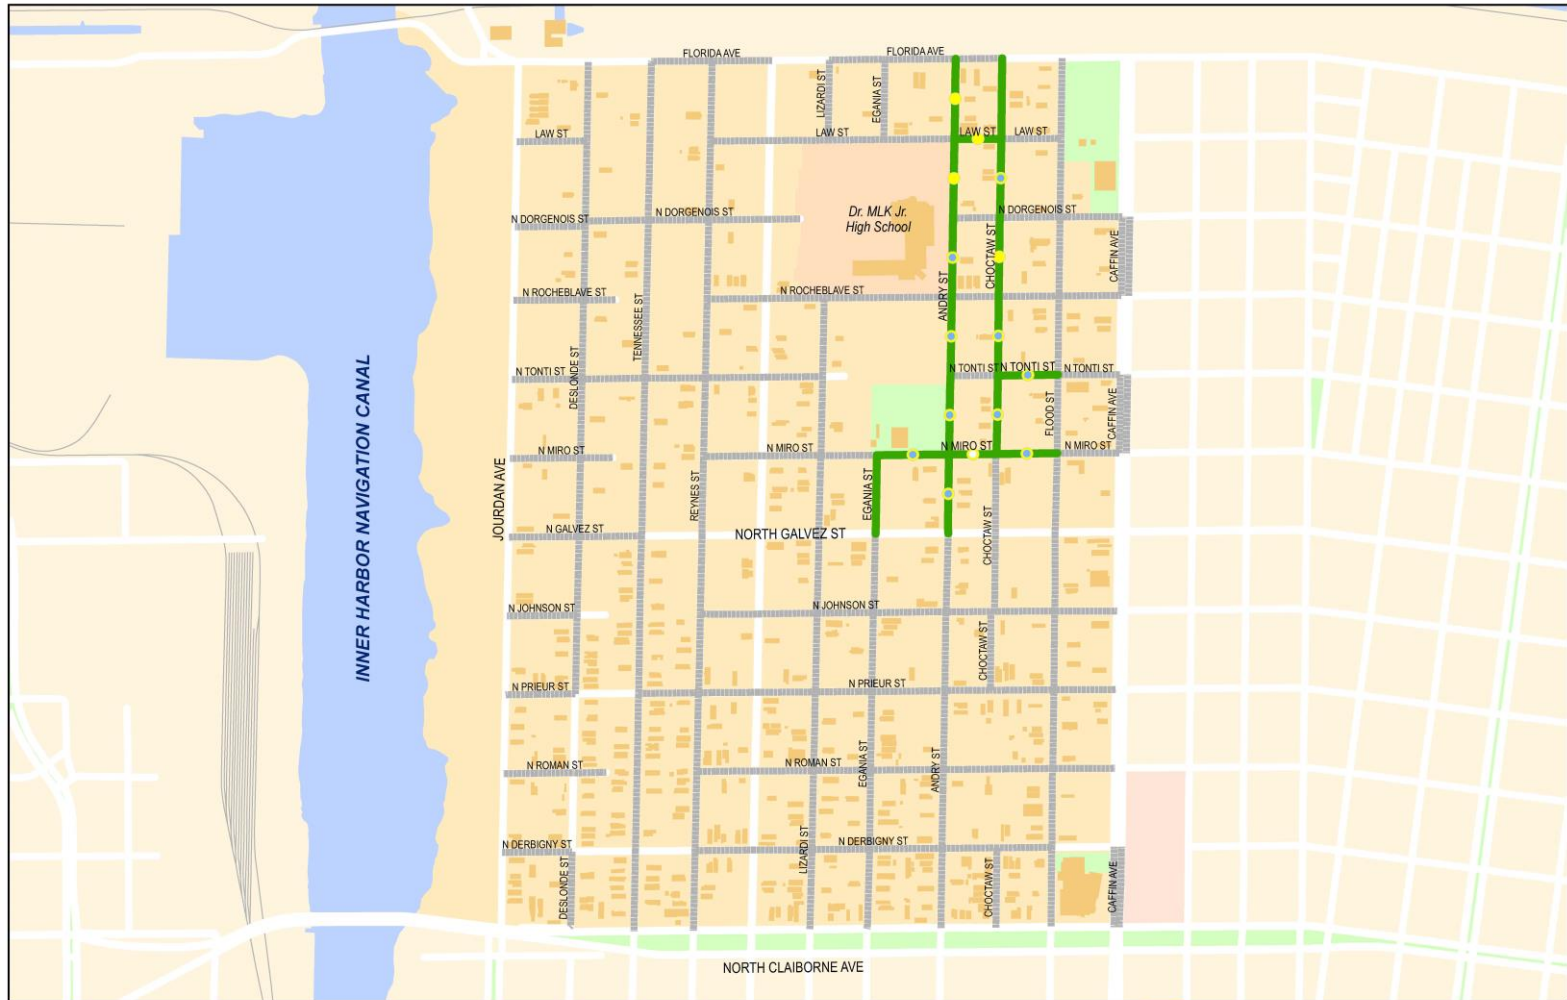 FLORIDA AVE
FLORIDA AVE
LIZARDI ST
EGANIA ST
LAW ST
LAW ST
LAW ST
LAW ST
N DORGENOIS ST
N DORGENOIS ST
Dr. MLK Jr.
High School
N DORGENOIS ST
CHOCTAW ST
CAFFIN AVE
ANDRY ST
N ROCHEBLAVE ST
N ROCHEBLAVE ST
TENNESSEE ST
DESLONDE ST
N TONTI ST
N TONTI ST
N TONTI ST
N TONTI ST
FLOOD ST
CAFFIN AVE
INNER HARBOR NAVIGATION CANAL
N MIRO ST
N MIRO ST
N MIRO ST
N MIRO ST
JOURDAN AVE
REYNES ST
EGANIA ST
N GALVEZ ST
NORTH GALVEZ ST
CHOCTAW ST
N JOHNSON ST
N JOHNSON ST
CHOCTAW ST
N PRIEUR ST
N PRIEUR ST
N ROMAN ST
N ROMAN ST
EGANIA ST
ANDRY ST
N DERBIGNY ST
N DERBIGNY ST
LIZARDI ST
DESLONDE ST
CHOCTAW ST
CAFFIN AVE
NORTH CLAIBORNE AVE